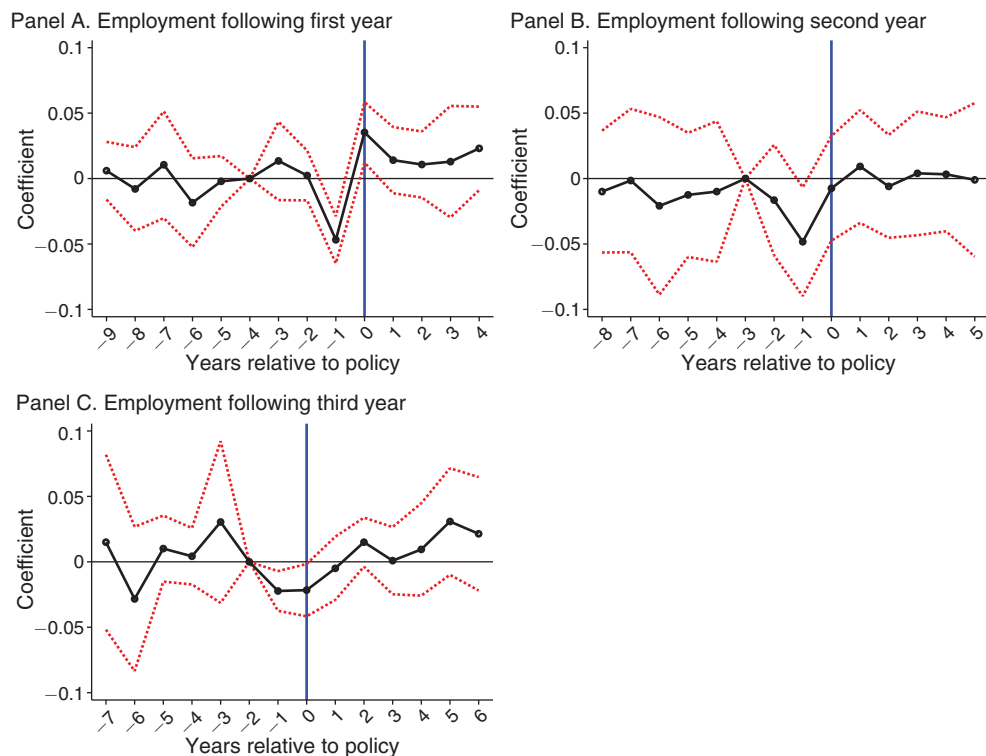 Panel A. Employment following first year
0.1
0.05
0
−0.05
−0.1
Coefficient
−9 −8 −7 −6 −5 −4 −3 −2 −1 0 1 2 3 4
Years relative to policy
Panel B. Employment following second year
0.1
0.05
0
−0.05
−0.1
Coefficient
−8 −7 −6 −5 −4 −3 −2 −1 0 1 2 3 4 5
Years relative to policy
Panel C. Employment following third year
0.1
0.05
0
−0.05
−0.1
Coefficient
−7 −6 −5 −4 −3 −2 −1 0 1 2 3 4 5 6
Years relative to policy